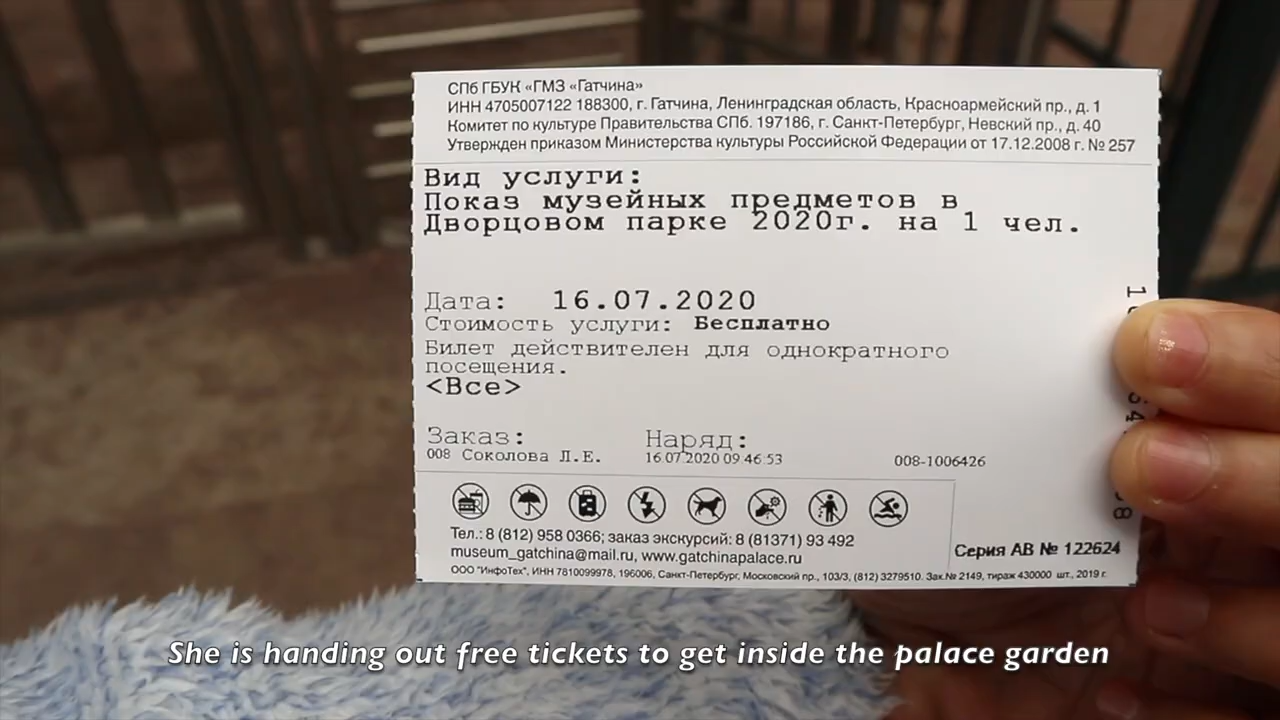 СПб ГБУК «ГМЗ «Гатчина»
ИНН 4705007122 188300, г. Гатчина, Ленинградская область, Красноармейский пр., д. 1
Комитет по культуре Правительства СПб. 197186, г. Санкт-Петербург, Невский пр., д. 40
Утвержден приказом Министерства культуры Российской Федерации от 17.12.2008 г. № 257
Вид услуги:
Показ музейных предметов в
Дворцовом парке 2020г. на 1 чел.
Дата: 16.07.2020
Стоимость услуги: Бесплатно
Билет действителен для однократного
посещения.
<Все>
Заказ: Наряд:
008 Соколова Л.Е. 16.07.2020 09:46:53 008-1006426
Тел.: 8 (812) 958 0366; заказ экскурсий: 8 (81371) 93 492
museum_gatchina@mail.ru, www.gatchinapalace.ru
Серия АВ № 122624
ООО "ИнфоТех", ИНН 7810099978, 196006, Санкт-Петербург, Московский пр., 103/3, (812) 3279510. Зак.№ 2149, тираж 430000 шт., 2019 г.
She is handing out free tickets to get inside the palace garden